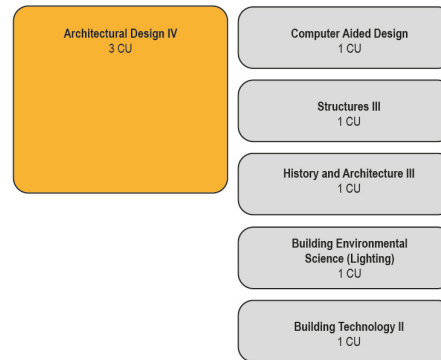 Architectural Design IV
3 CU
Computer Aided Design
1 CU
Structures III
1 CU
History and Architecture III
1 CU
Building Environmental
Science (Lighting)
1 CU
Building Technology II
1 CU